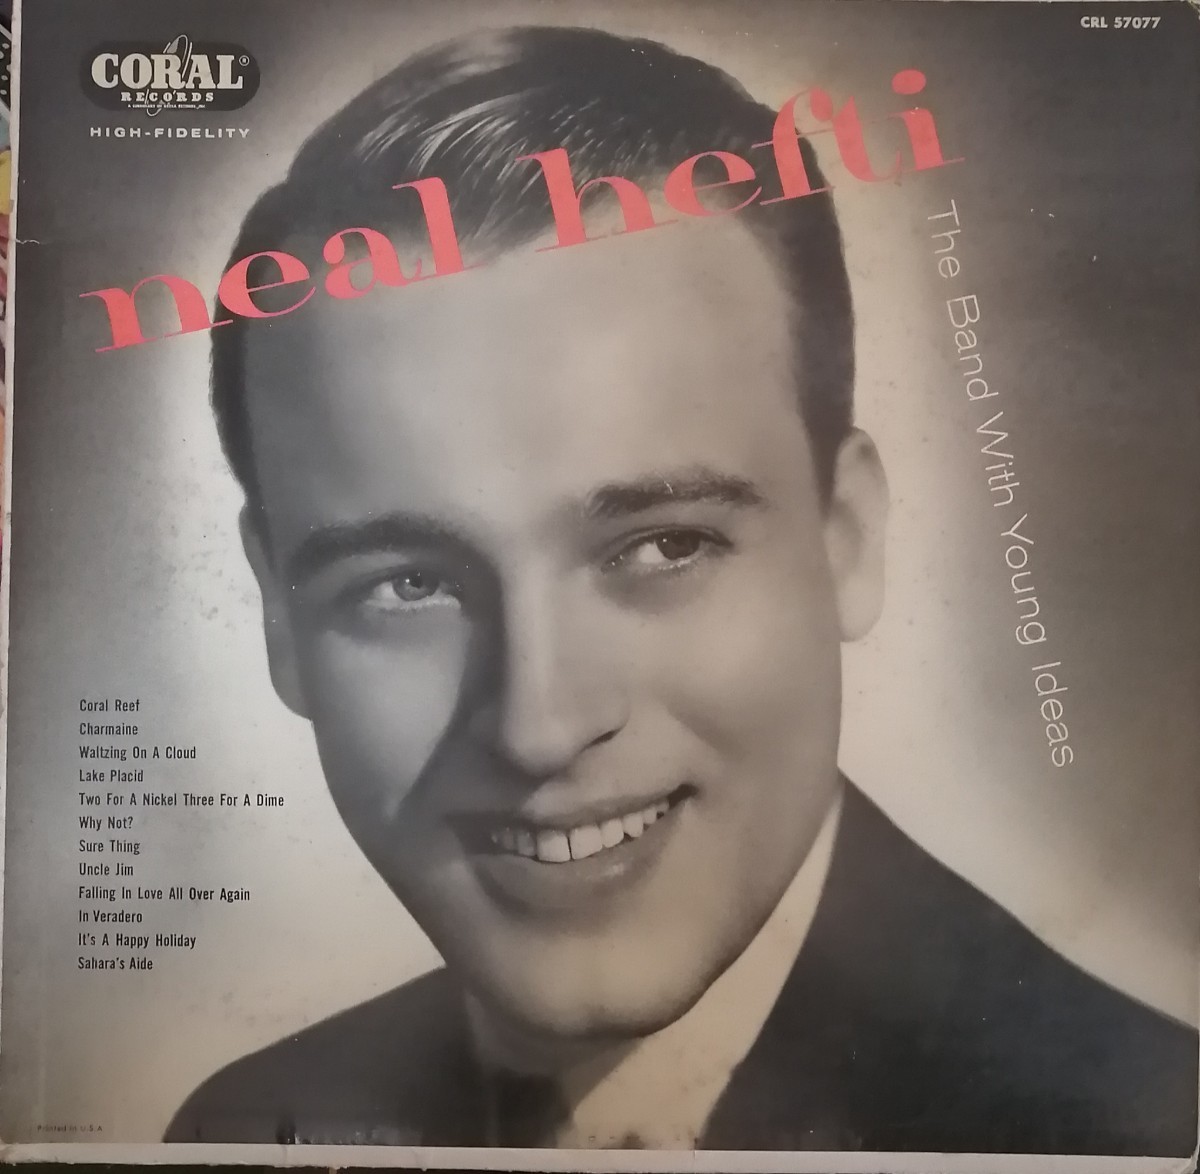 CRL 57077
CORAL®
RECORDS
HIGH-FIDELITY
neal hefti
The Band With Young Ideas
Coral Reef
Charmaine
Waltzing On A Cloud
Lake Placid
Two For A Nickel Three For A Dime
Why Not?
Sure Thing
Uncle Jim
Falling In Love All Over Again
In Veradero
It's A Happy Holiday
Sahara's Aide
Printed in U.S.A